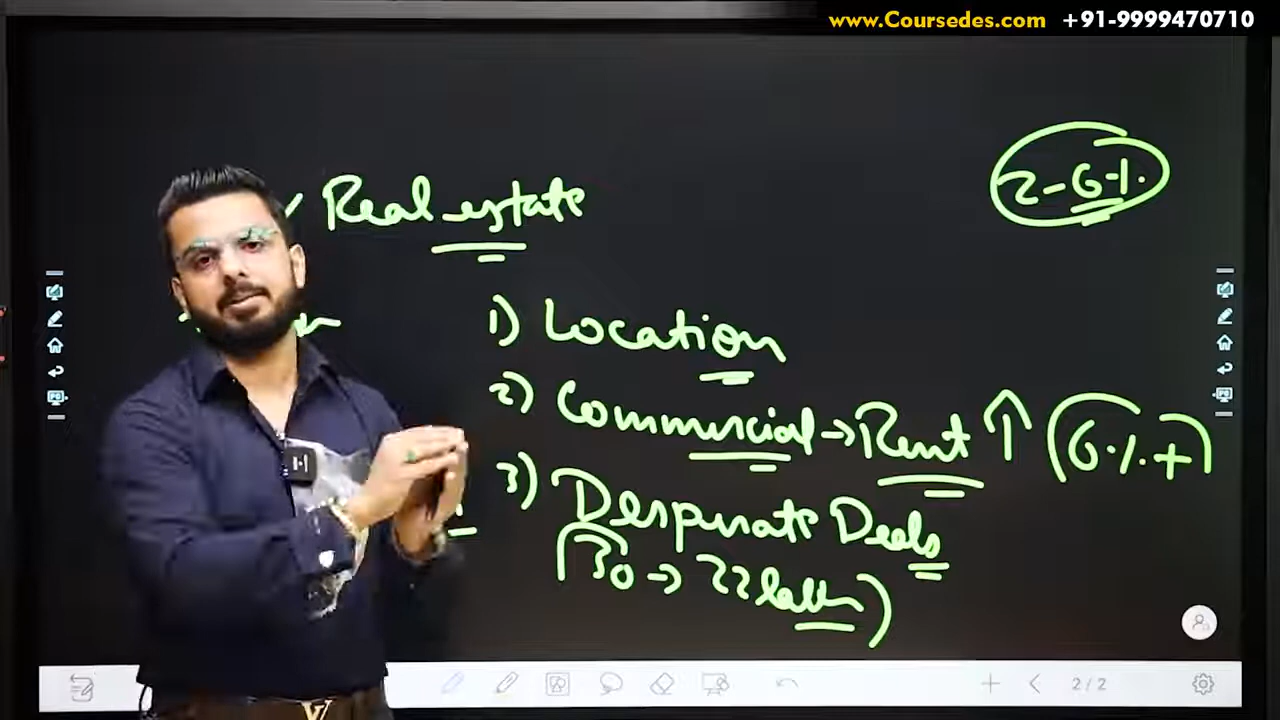 www.Coursedes.com +91-9999470710
Real estate
2-6%.
1) Location
2) Commercial → Rent ↑ (6%+)
3) Desperate Deals
(30 → 22 lakh)
2/2